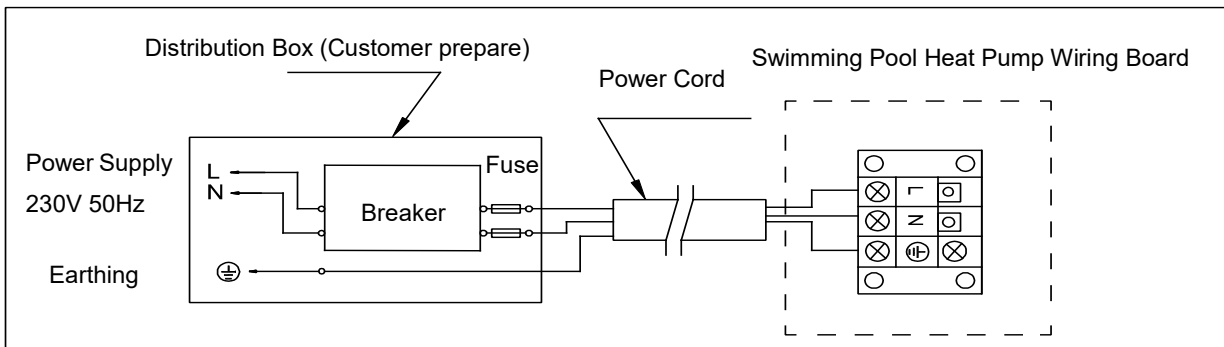 Distribution Box (Customer prepare)
Swimming Pool Heat Pump Wiring Board
Power Cord
Power Supply
230V 50Hz
L
N
Fuse
Breaker
Earthing
L
N